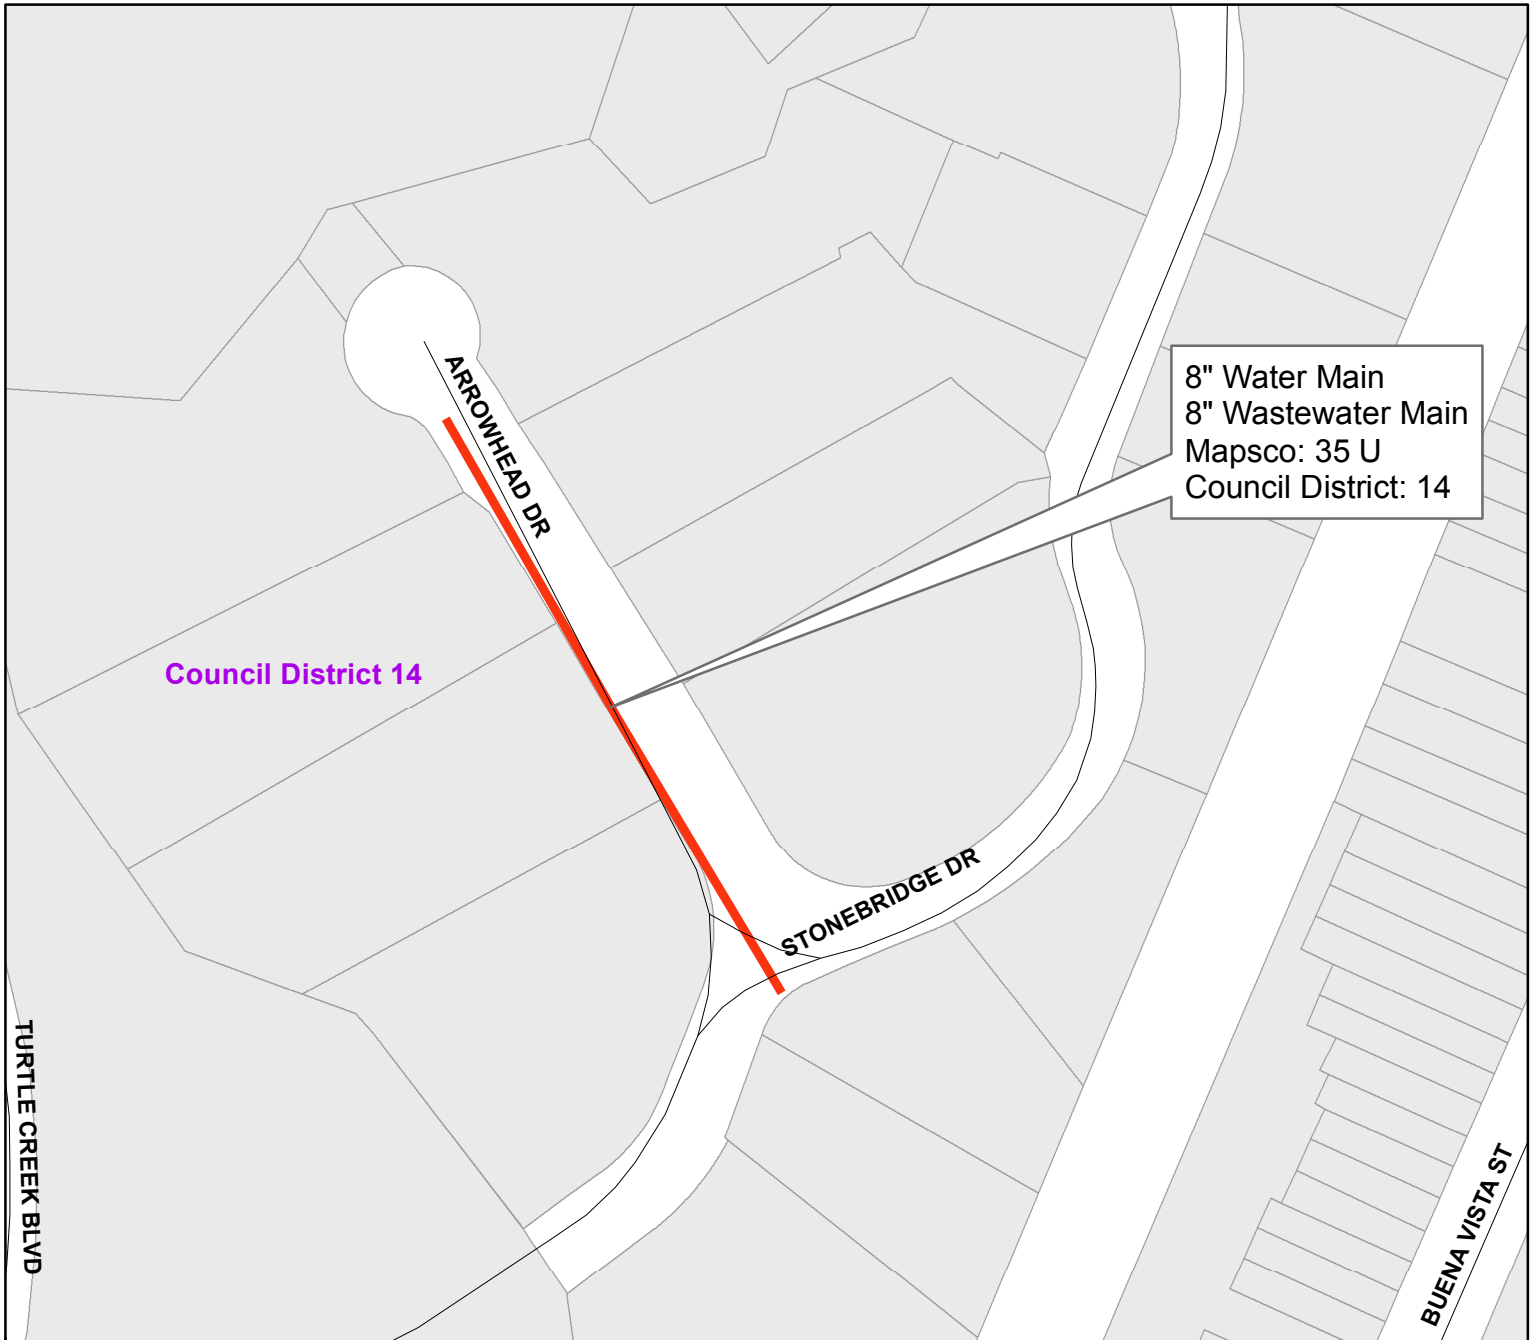 ARROWHEAD DR
8" Water Main
8" Wastewater Main
Mapsco: 35 U
Council District: 14
Council District 14
STONEBRIDGE DR
TURTLE CREEK BLVD
BUENA VISTA ST